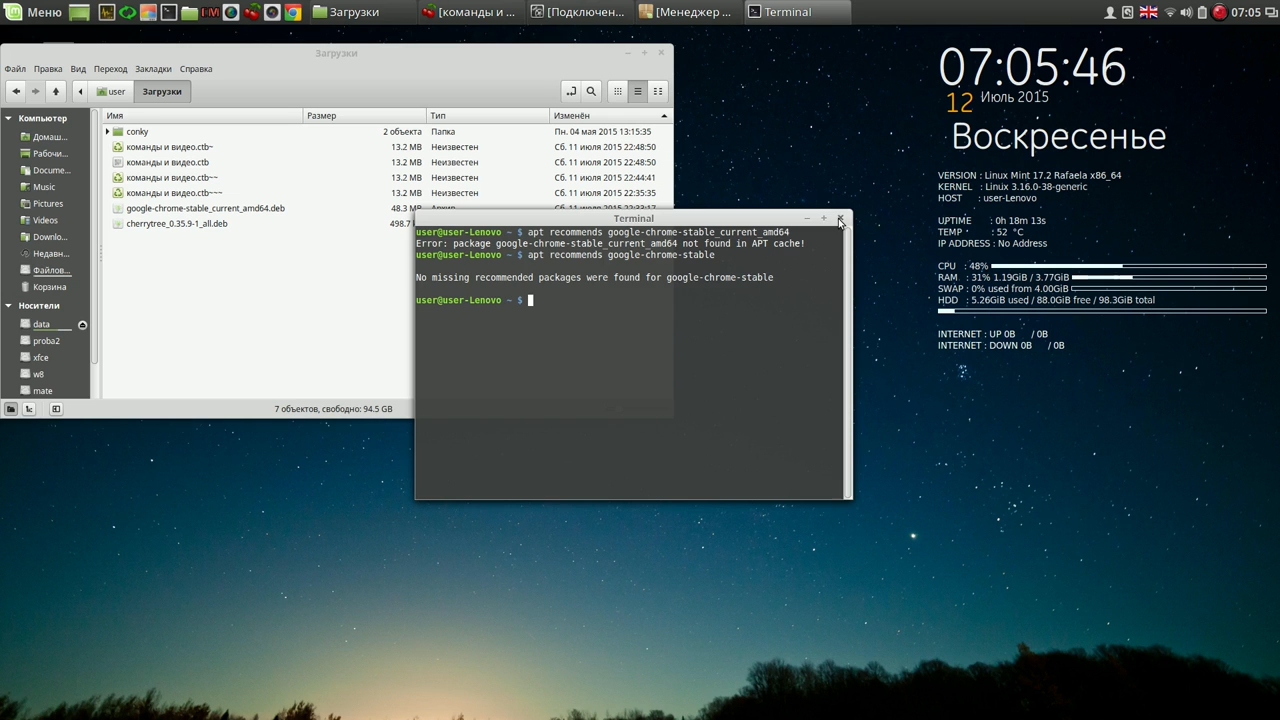 Меню
Загрузки
[команды и ...
[Подключен...
[Менеджер ...
Terminal
07:05
Загрузки
Файл Правка Вид Переход Закладки Справка
user
Загрузки
Компьютер
Домаш...
Рабочи...
Docume...
Music
Pictures
Videos
Downlo...
Недавн...
Файлов...
Корзина
Носители
data
proba2
xfce
w8
mate
Имя Размер Тип Изменён
conky 2 объекта Папка Пн. 04 мая 2015 13:15:35
команды и видео.ctb~ 13.2 MB Неизвестен Сб. 11 июля 2015 22:48:50
команды и видео.ctb 13.2 MB Неизвестен Сб. 11 июля 2015 22:48:50
команды и видео.ctb~~ 13.2 MB Неизвестен Сб. 11 июля 2015 22:44:41
команды и видео.ctb~~~ 13.2 MB Неизвестен Сб. 11 июля 2015 22:35:35
google-chrome-stable_current_amd64.deb 48.3
cherrytree_0.35.9-1_all.deb 498.7
7 объектов, свободно: 94.5 GB
Terminal
user@user-Lenovo ~ $ apt recommends google-chrome-stable_current_amd64
Error: package google-chrome-stable_current_amd64 not found in APT cache!
user@user-Lenovo ~ $ apt recommends google-chrome-stable
No missing recommended packages were found for google-chrome-stable
user@user-Lenovo ~ $
07:05:46
12 Июль 2015
Воскресенье
VERSION : Linux Mint 17.2 Rafaela x86_64
KERNEL : Linux 3.16.0-38-generic
HOST : user-Lenovo
UPTIME : 0h 18m 13s
TEMP : 52 °C
IP ADDRESS : No Address
CPU : 48%
RAM : 31% 1.19GiB / 3.77GiB
SWAP : 0% used from 4.00GiB
HDD : 5.26GiB used / 88.0GiB free / 98.3GiB total
INTERNET : UP 0B / 0B
INTERNET : DOWN 0B / 0B